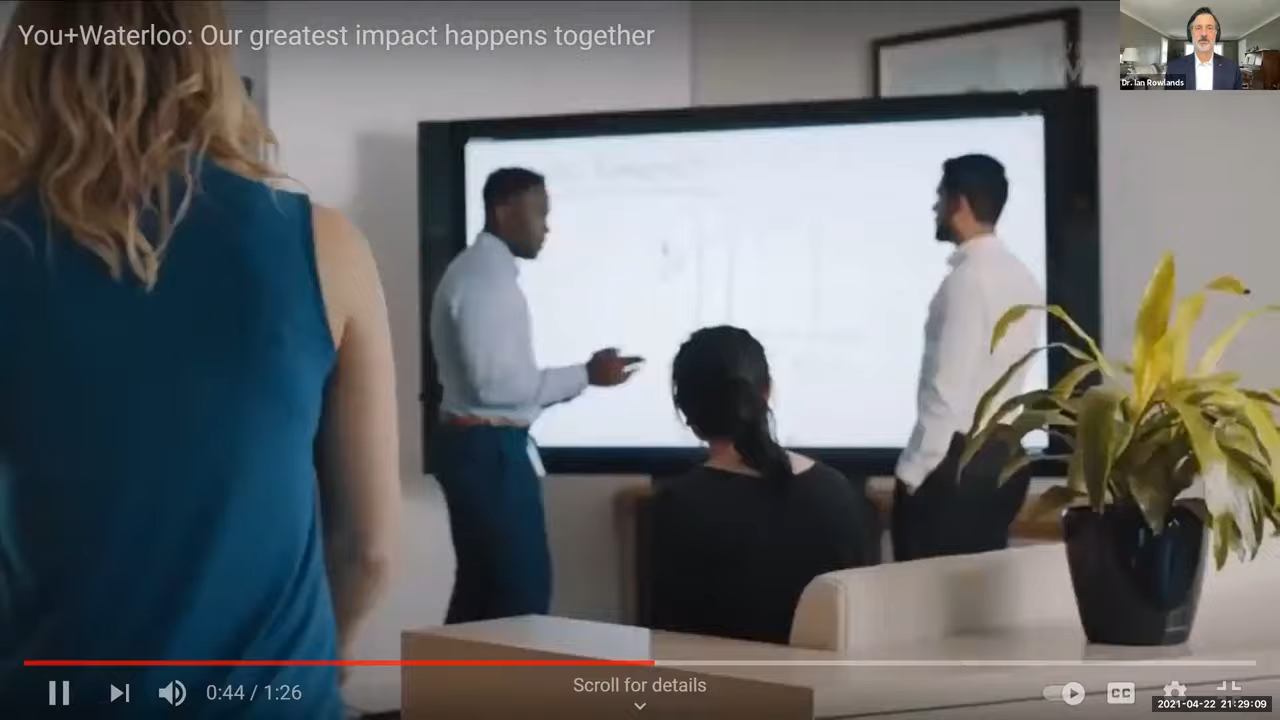 You+Waterloo: Our greatest impact happens together
Dr. Ian Rowlands
0:44 / 1:26
Scroll for details
CC
2021-04-22 21:29:09